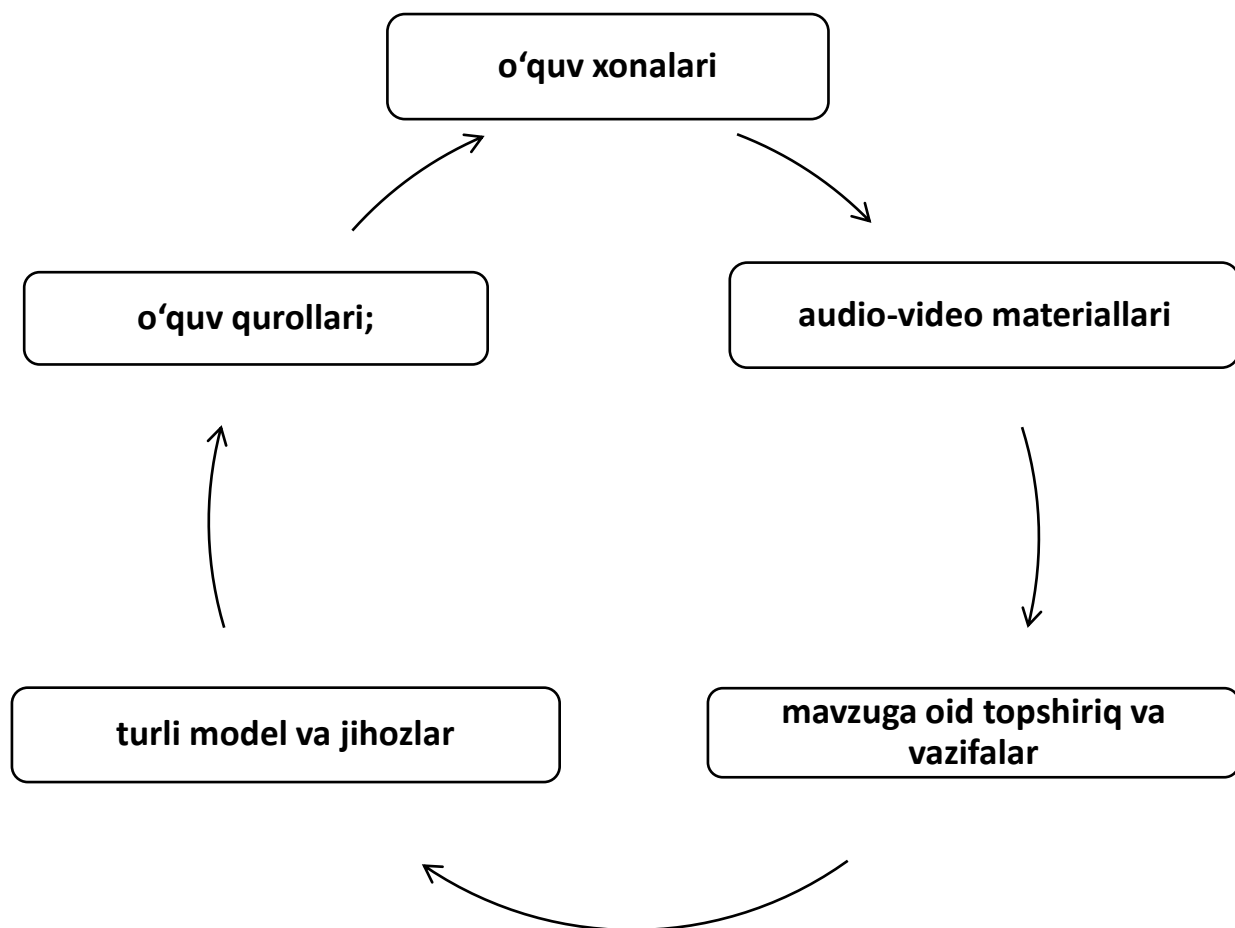 o‘quv xonalari
o‘quv qurollari;
audio-video materiallari
turli model va jihozlar
mavzuga oid topshiriq va
vazifalar